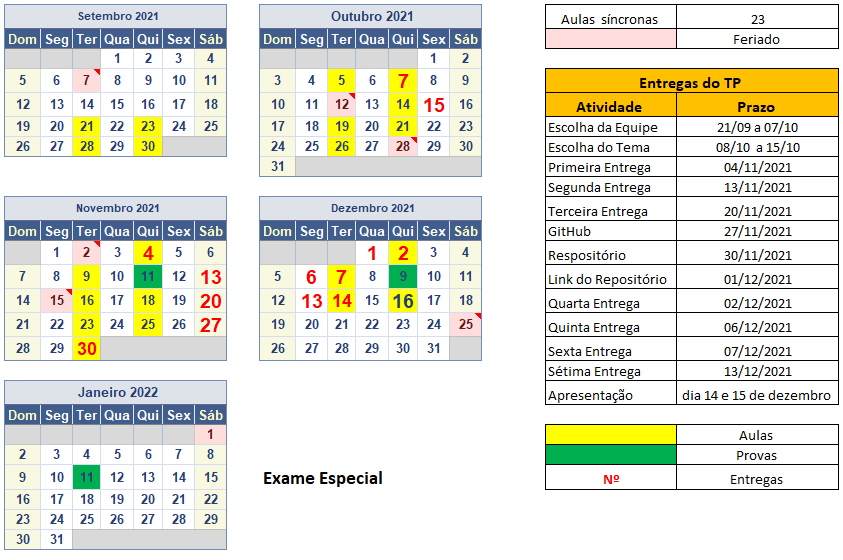 Setembro 2021
Dom Seg Ter Qua Qui Sex Sáb
1 2 3 4
5 6 7 8 9 10 11
12 13 14 15 16 17 18
19 20 21 22 23 24 25
26 27 28 29 30
Outubro 2021
Dom Seg Ter Qua Qui Sex Sáb
1 2
3 4 5 6 7 8 9
10 11 12 13 14 15 16
17 18 19 20 21 22 23
24 25 26 27 28 29 30
31
Novembro 2021
Dom Seg Ter Qua Qui Sex Sáb
1 2 3 4 5 6
7 8 9 10 11 12 13
14 15 16 17 18 19 20
21 22 23 24 25 26 27
28 29 30
Dezembro 2021
Dom Seg Ter Qua Qui Sex Sáb
1 2 3 4
5 6 7 8 9 10 11
12 13 14 15 16 17 18
19 20 21 22 23 24 25
26 27 28 29 30 31
Janeiro 2022
Dom Seg Ter Qua Qui Sex Sáb
1
2 3 4 5 6 7 8
9 10 11 12 13 14 15
16 17 18 19 20 21 22
23 24 25 26 27 28 29
30 31
Exame Especial
Aulas síncronas 23
Feriado
Entregas do TP
Atividade Prazo
Escolha da Equipe 21/09 a 07/10
Escolha do Tema 08/10 a 15/10
Primeira Entrega 04/11/2021
Segunda Entrega 13/11/2021
Terceira Entrega 20/11/2021
GitHub 27/11/2021
Respositório 30/11/2021
Link do Repositório 01/12/2021
Quarta Entrega 02/12/2021
Quinta Entrega 06/12/2021
Sexta Entrega 07/12/2021
Sétima Entrega 13/12/2021
Apresentação dia 14 e 15 de dezembro
Aulas
Provas
Nº Entregas